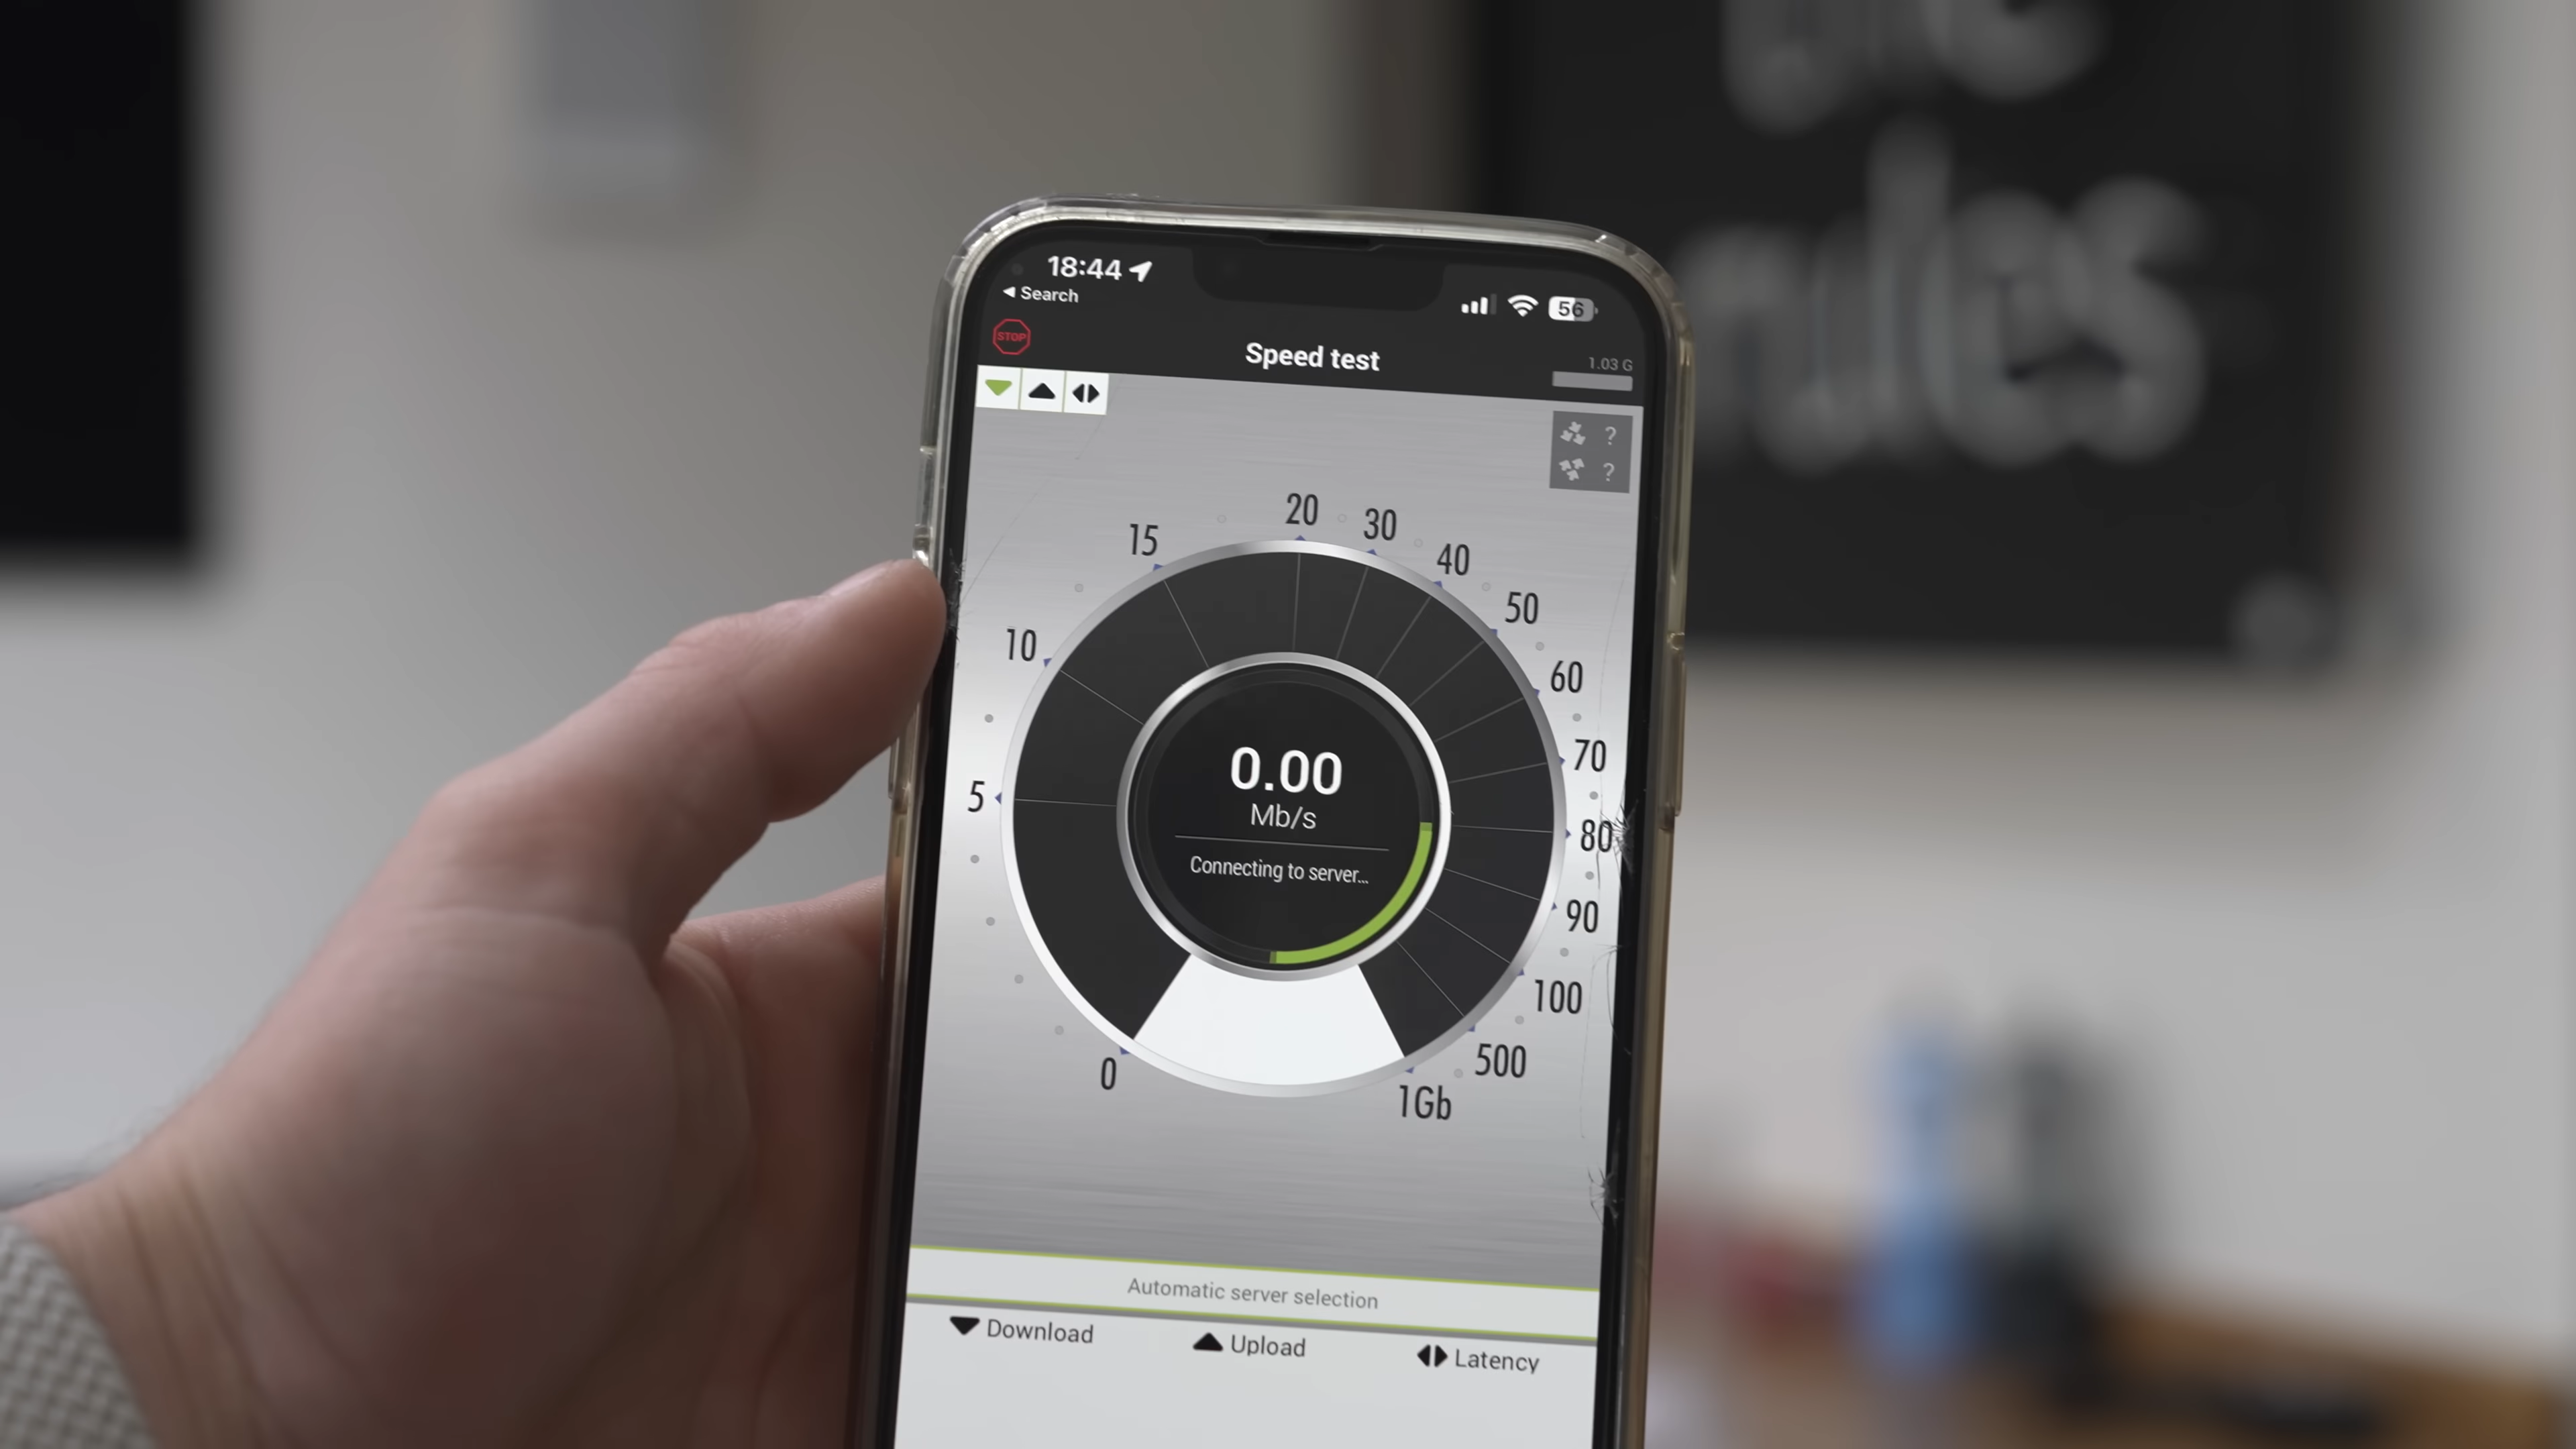 18:44
◀ Search
56
STOP
Speed test
1.03 G
?
?
20
30
15
40
50
10
60
70
5
80
90
100
500
0
1Gb
0.00
Mb/s
Connecting to server...
Automatic server selection
Download Upload Latency
rules